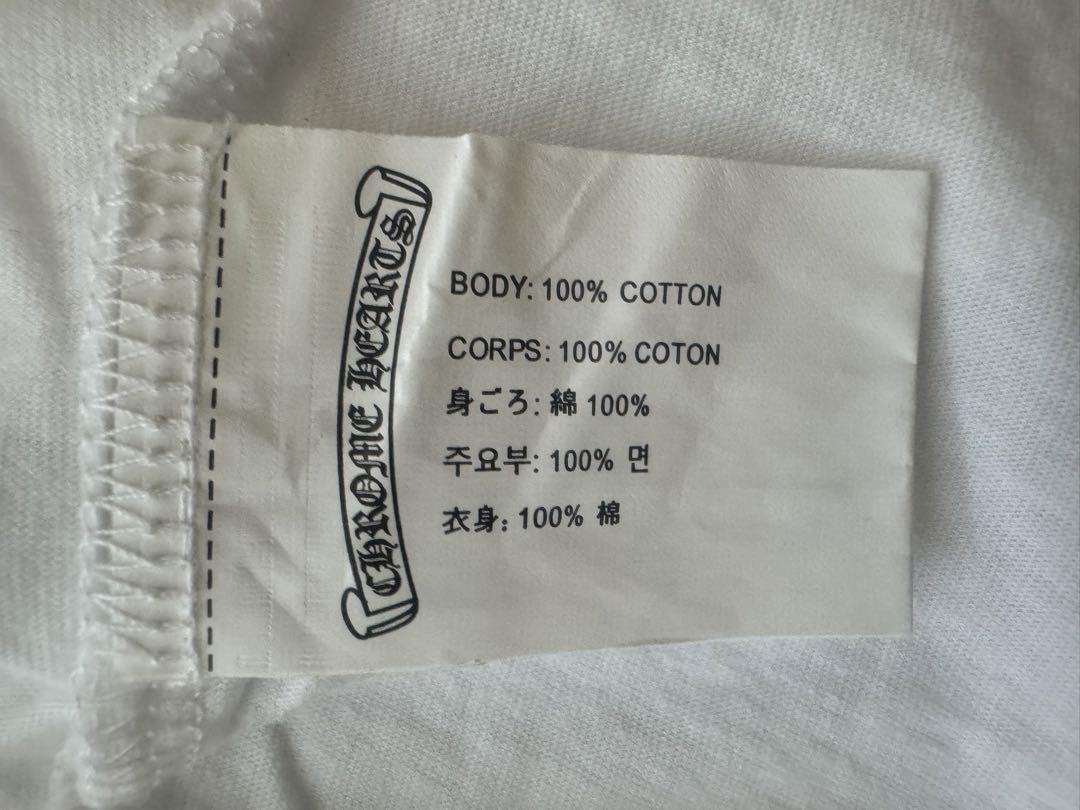 CHROME HEARTS
BODY: 100% COTTON
CORPS: 100% COTON
身ごろ: 綿 100%
주요부: 100% 면
衣身: 100% 棉